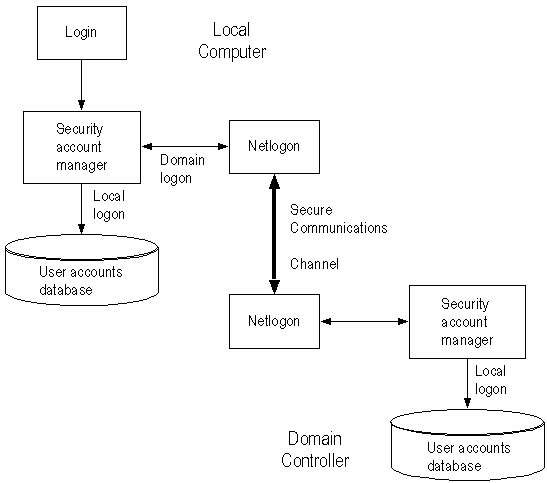 Login
Local
Computer
Security
account
manager
Netlogon
Domain
logon
Local
logon
User accounts
database
Secure
Communications
Channel
Netlogon
Security
account
manager
Local
logon
Domain
Controller
User accounts
database